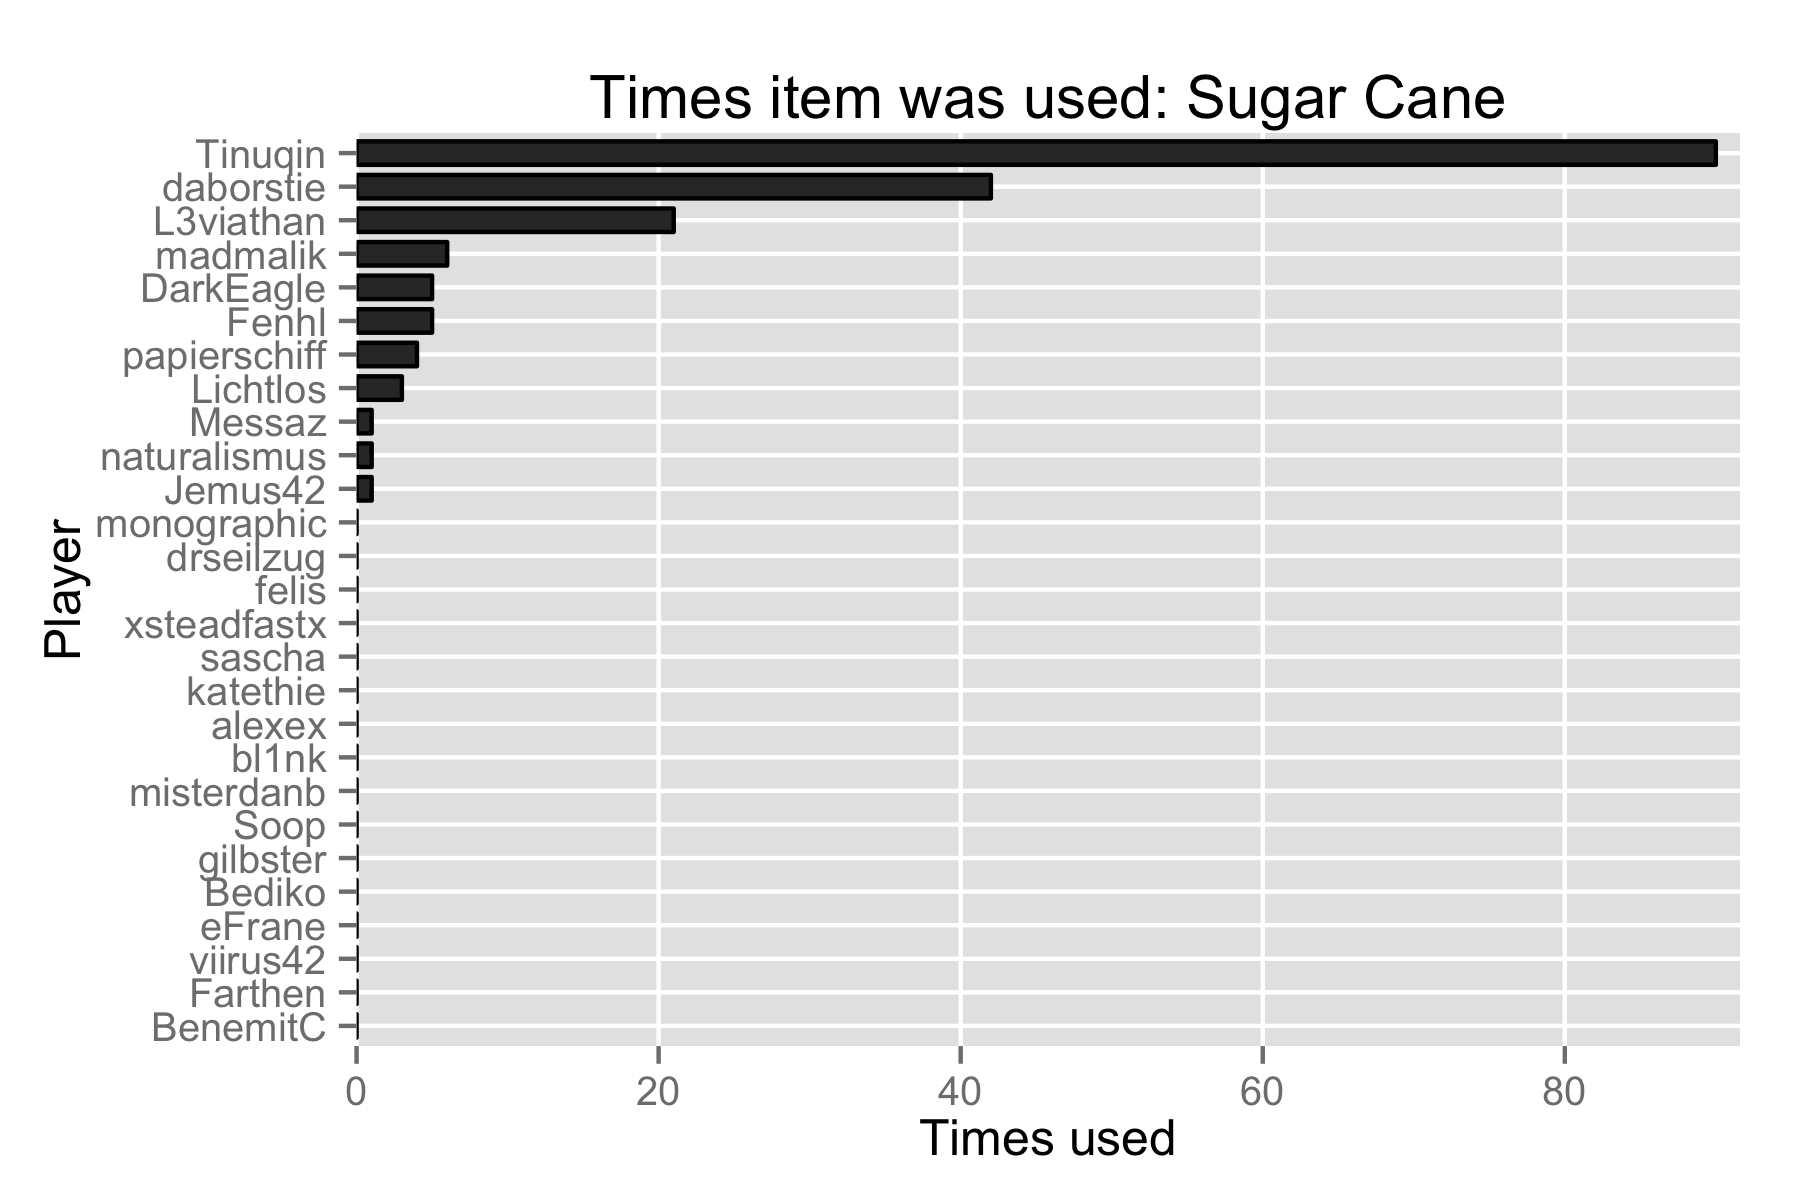 Times item was used: Sugar Cane
Tinuqin
daborstie
L3viathan
madmalik
DarkEagle
Fenhl
papierschiff
Lichtlos
Messaz
naturalismus
Jemus42
monographic
drseilzug
felis
xsteadfastx
sascha
katethie
alexex
bl1nk
misterdanb
Soop
gilbster
Bediko
eFrane
viirus42
Farthen
BenemitC
Player
0 20 40 60 80
Times used